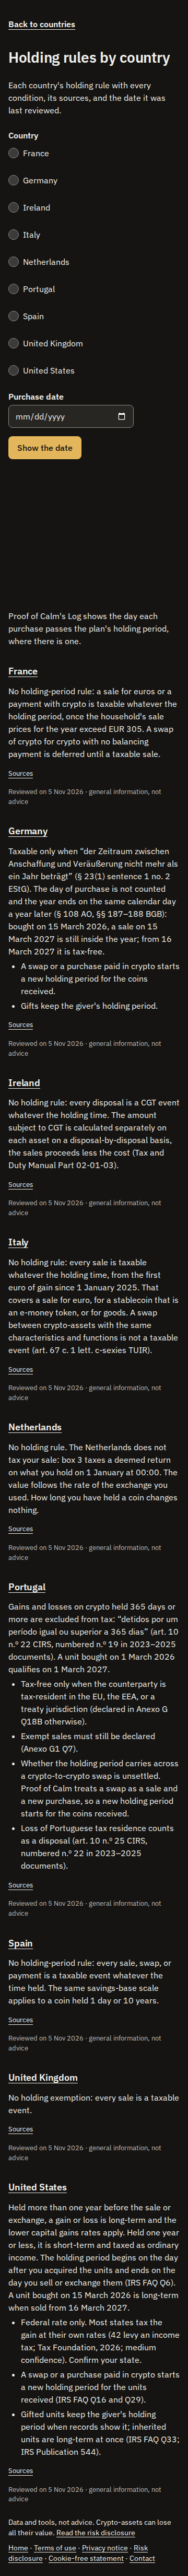 Back to countries
Holding rules by country
Each country's holding rule with every
condition, its sources, and the date it was
last reviewed.
Country
France
Germany
Ireland
Italy
Netherlands
Portugal
Spain
United Kingdom
United States
Purchase date
mm/dd/yyyy
Show the date
Proof of Calm's Log shows the day each
purchase passes the plan's holding period,
where there is one.
France
No holding-period rule: a sale for euros or a
payment with crypto is taxable whatever the
holding period, once the household's sale
prices for the year exceed EUR 305. A swap
of crypto for crypto with no balancing
payment is deferred until a taxable sale.
Sources
Reviewed on 5 Nov 2026 · general information, not
advice
Germany
Taxable only when “der Zeitraum zwischen
Anschaffung und Veräußerung nicht mehr als
ein Jahr beträgt” (§ 23(1) sentence 1 no. 2
EStG). The day of purchase is not counted
and the year ends on the same calendar day
a year later (§ 108 AO, §§ 187–188 BGB):
bought on 15 March 2026, a sale on 15
March 2027 is still inside the year; from 16
March 2027 it is tax-free.
• A swap or a purchase paid in crypto starts
a new holding period for the coins
received.
• Gifts keep the giver's holding period.
Sources
Reviewed on 5 Nov 2026 · general information, not
advice
Ireland
No holding rule: every disposal is a CGT event
whatever the holding time. The amount
subject to CGT is calculated separately on
each asset on a disposal-by-disposal basis,
the sales proceeds less the cost (Tax and
Duty Manual Part 02-01-03).
Sources
Reviewed on 5 Nov 2026 · general information, not
advice
Italy
No holding rule: every sale is taxable
whatever the holding time, from the first
euro of gain since 1 January 2025. That
covers a sale for euro, for a stablecoin that is
an e-money token, or for goods. A swap
between crypto-assets with the same
characteristics and functions is not a taxable
event (art. 67 c. 1 lett. c-sexies TUIR).
Sources
Reviewed on 5 Nov 2026 · general information, not
advice
Netherlands
No holding rule. The Netherlands does not
tax your sale: box 3 taxes a deemed return
on what you hold on 1 January at 00:00. The
value follows the rate of the exchange you
used. How long you have held a coin changes
nothing.
Sources
Reviewed on 5 Nov 2026 · general information, not
advice
Portugal
Gains and losses on crypto held 365 days or
more are excluded from tax: “detidos por um
período igual ou superior a 365 dias” (art. 10
n.º 22 CIRS, numbered n.º 19 in 2023–2025
documents). A unit bought on 1 March 2026
qualifies on 1 March 2027.
• Tax-free only when the counterparty is
tax-resident in the EU, the EEA, or a
treaty jurisdiction (declared in Anexo G
Q18B otherwise).
• Exempt sales must still be declared
(Anexo G1 Q7).
• Whether the holding period carries across
a crypto-to-crypto swap is unsettled.
Proof of Calm treats a swap as a sale and
a new purchase, so a new holding period
starts for the coins received.
• Loss of Portuguese tax residence counts
as a disposal (art. 10 n.º 25 CIRS,
numbered n.º 22 in 2023–2025
documents).
Sources
Reviewed on 5 Nov 2026 · general information, not
advice
Spain
No holding-period rule: every sale, swap, or
payment is a taxable event whatever the
time held. The same savings-base scale
applies to a coin held 1 day or 10 years.
Sources
Reviewed on 5 Nov 2026 · general information, not
advice
United Kingdom
No holding exemption: every sale is a taxable
event.
Sources
Reviewed on 5 Nov 2026 · general information, not
advice
United States
Held more than one year before the sale or
exchange, a gain or loss is long-term and the
lower capital gains rates apply. Held one year
or less, it is short-term and taxed as ordinary
income. The holding period begins on the day
after you acquired the units and ends on the
day you sell or exchange them (IRS FAQ Q6).
A unit bought on 15 March 2026 is long-term
when sold from 16 March 2027.
• Federal rate only. Most states tax the
gain at their own rates (42 levy an income
tax; Tax Foundation, 2026; medium
confidence). Confirm your state.
• A swap or a purchase paid in crypto starts
a new holding period for the units
received (IRS FAQ Q16 and Q29).
• Gifted units keep the giver's holding
period when records show it; inherited
units are long-term at once (IRS FAQ Q33;
IRS Publication 544).
Sources
Reviewed on 5 Nov 2026 · general information, not
advice
Data and tools, not advice. Crypto-assets can lose
all their value. Read the risk disclosure
Home · Terms of use · Privacy notice · Risk
disclosure · Cookie-free statement · Contact